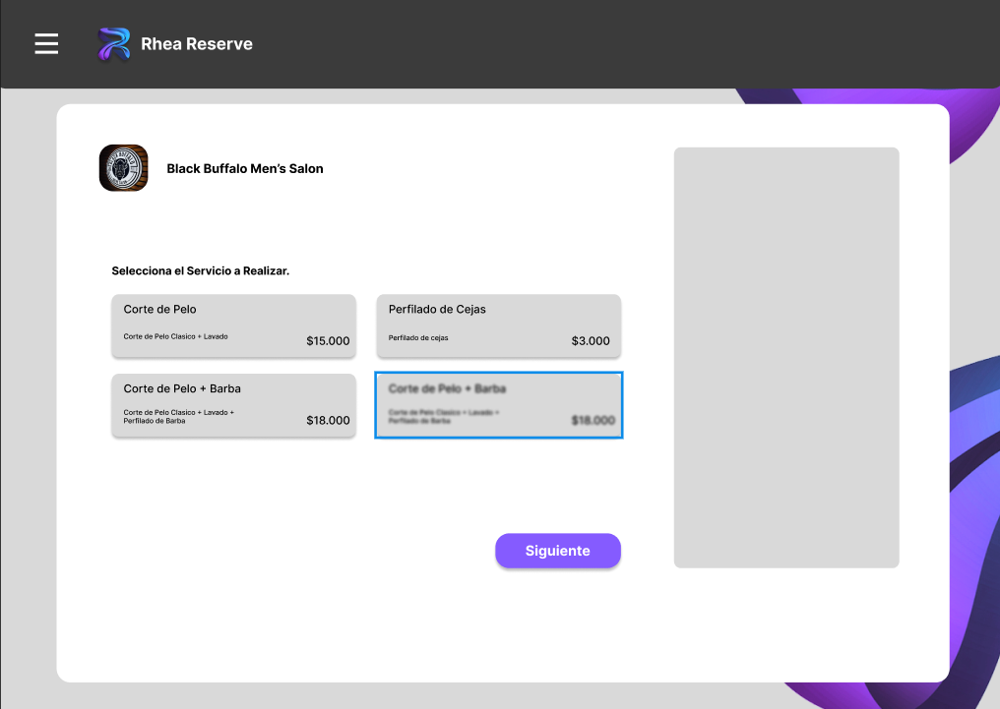 Rhea Reserve
Black Buffalo Men's Salon
Selecciona el Servicio a Realizar.
Corte de Pelo
Corte de Pelo Clasico + Lavado
$15.000
Perfilado de Cejas
Perfilado de cejas
$3.000
Corte de Pelo + Barba
Corte de Pelo Clasico + Lavado +
Perfilado de Barba
$18.000
Corte de Pelo + Barba
Corte de Pelo Clasico + Lavado +
Perfilado de Barba
$18.000
Siguiente